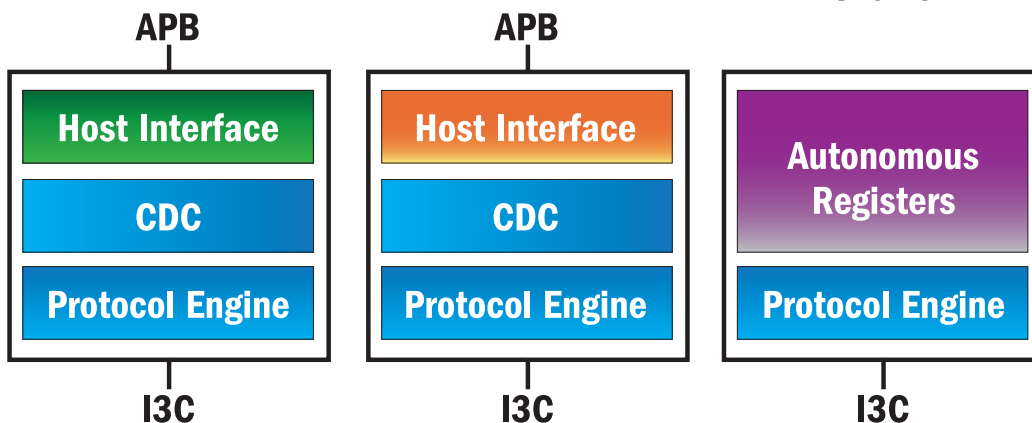 APB
Host Interface
CDC
Protocol Engine
I3C
APB
Host Interface
CDC
Protocol Engine
I3C
Autonomous
Registers
Protocol Engine
I3C